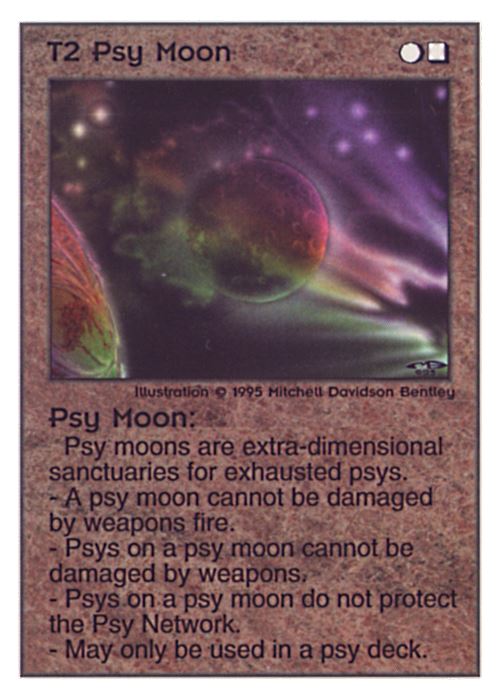 T2 Psy Moon
Illustration © 1995 Mitchell Davidson Bentley
Psy Moon:
Psy moons are extra-dimensional
sanctuaries for exhausted psys.
- A psy moon cannot be damaged
by weapons fire.
- Psys on a psy moon cannot be
damaged by weapons.
- Psys on a psy moon do not protect
the Psy Network.
- May only be used in a psy deck.